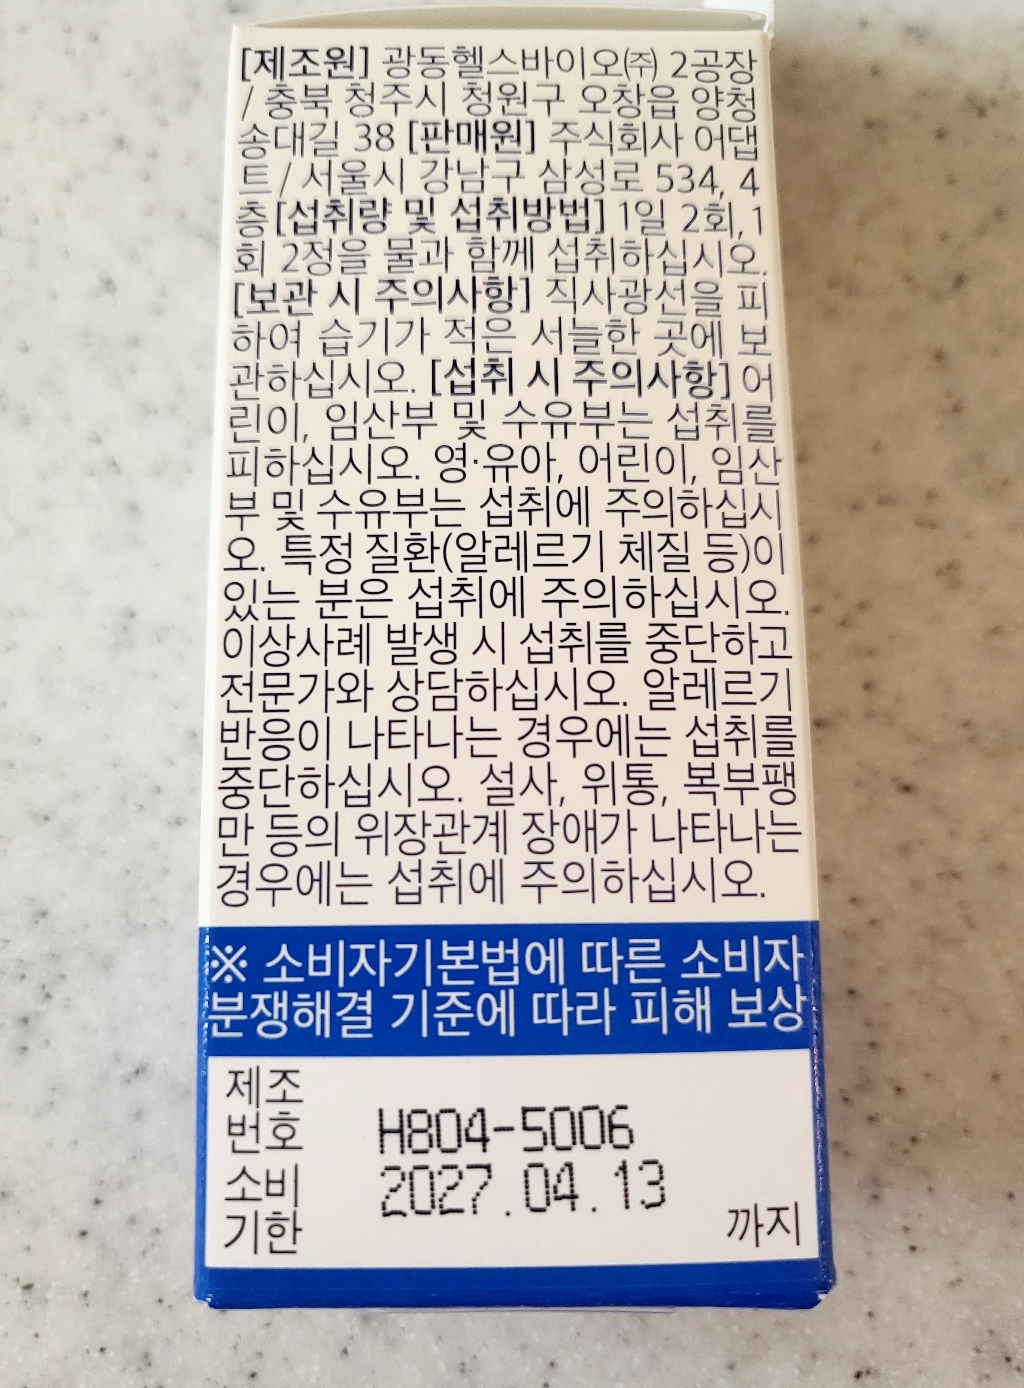 [제조원] 광동헬스바이오㈜ 2공장
/ 충북 청주시 청원구 오창읍 양청
송대길 38 [판매원] 주식회사 어댑
트 / 서울시 강남구 삼성로 534, 4
층 [섭취량 및 섭취방법] 1일 2회, 1
회 2정을 물과 함께 섭취하십시오.
[보관 시 주의사항] 직사광선을 피
하여 습기가 적은 서늘한 곳에 보
관하십시오. [섭취 시 주의사항] 어
린이, 임산부 및 수유부는 섭취를
피하십시오. 영·유아, 어린이, 임산
부 및 수유부는 섭취에 주의하십시
오. 특정 질환(알레르기 체질 등)이
있는 분은 섭취에 주의하십시오.
이상사례 발생 시 섭취를 중단하고
전문가와 상담하십시오. 알레르기
반응이 나타나는 경우에는 섭취를
중단하십시오. 설사, 위통, 복부팽
만 등의 위장관계 장애가 나타나는
경우에는 섭취에 주의하십시오.
※ 소비자기본법에 따른 소비자
분쟁해결 기준에 따라 피해 보상
제조
번호 H804-5006
소비 2027.04.13
기한 까지